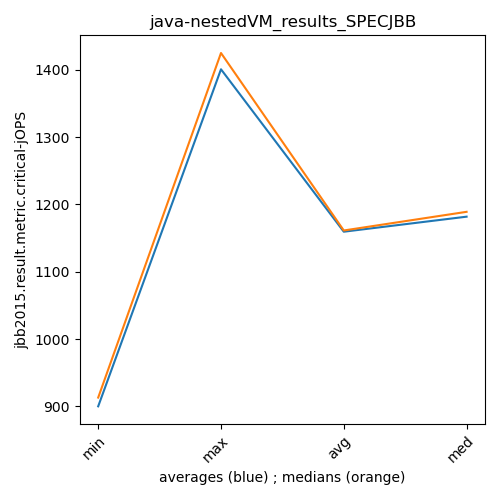 java-nestedVM_results_SPECJBB
jbb2015.result.metric.critical-jOPS
1400
1300
1200
1100
1000
900
min
max
avg
med
averages (blue) ; medians (orange)